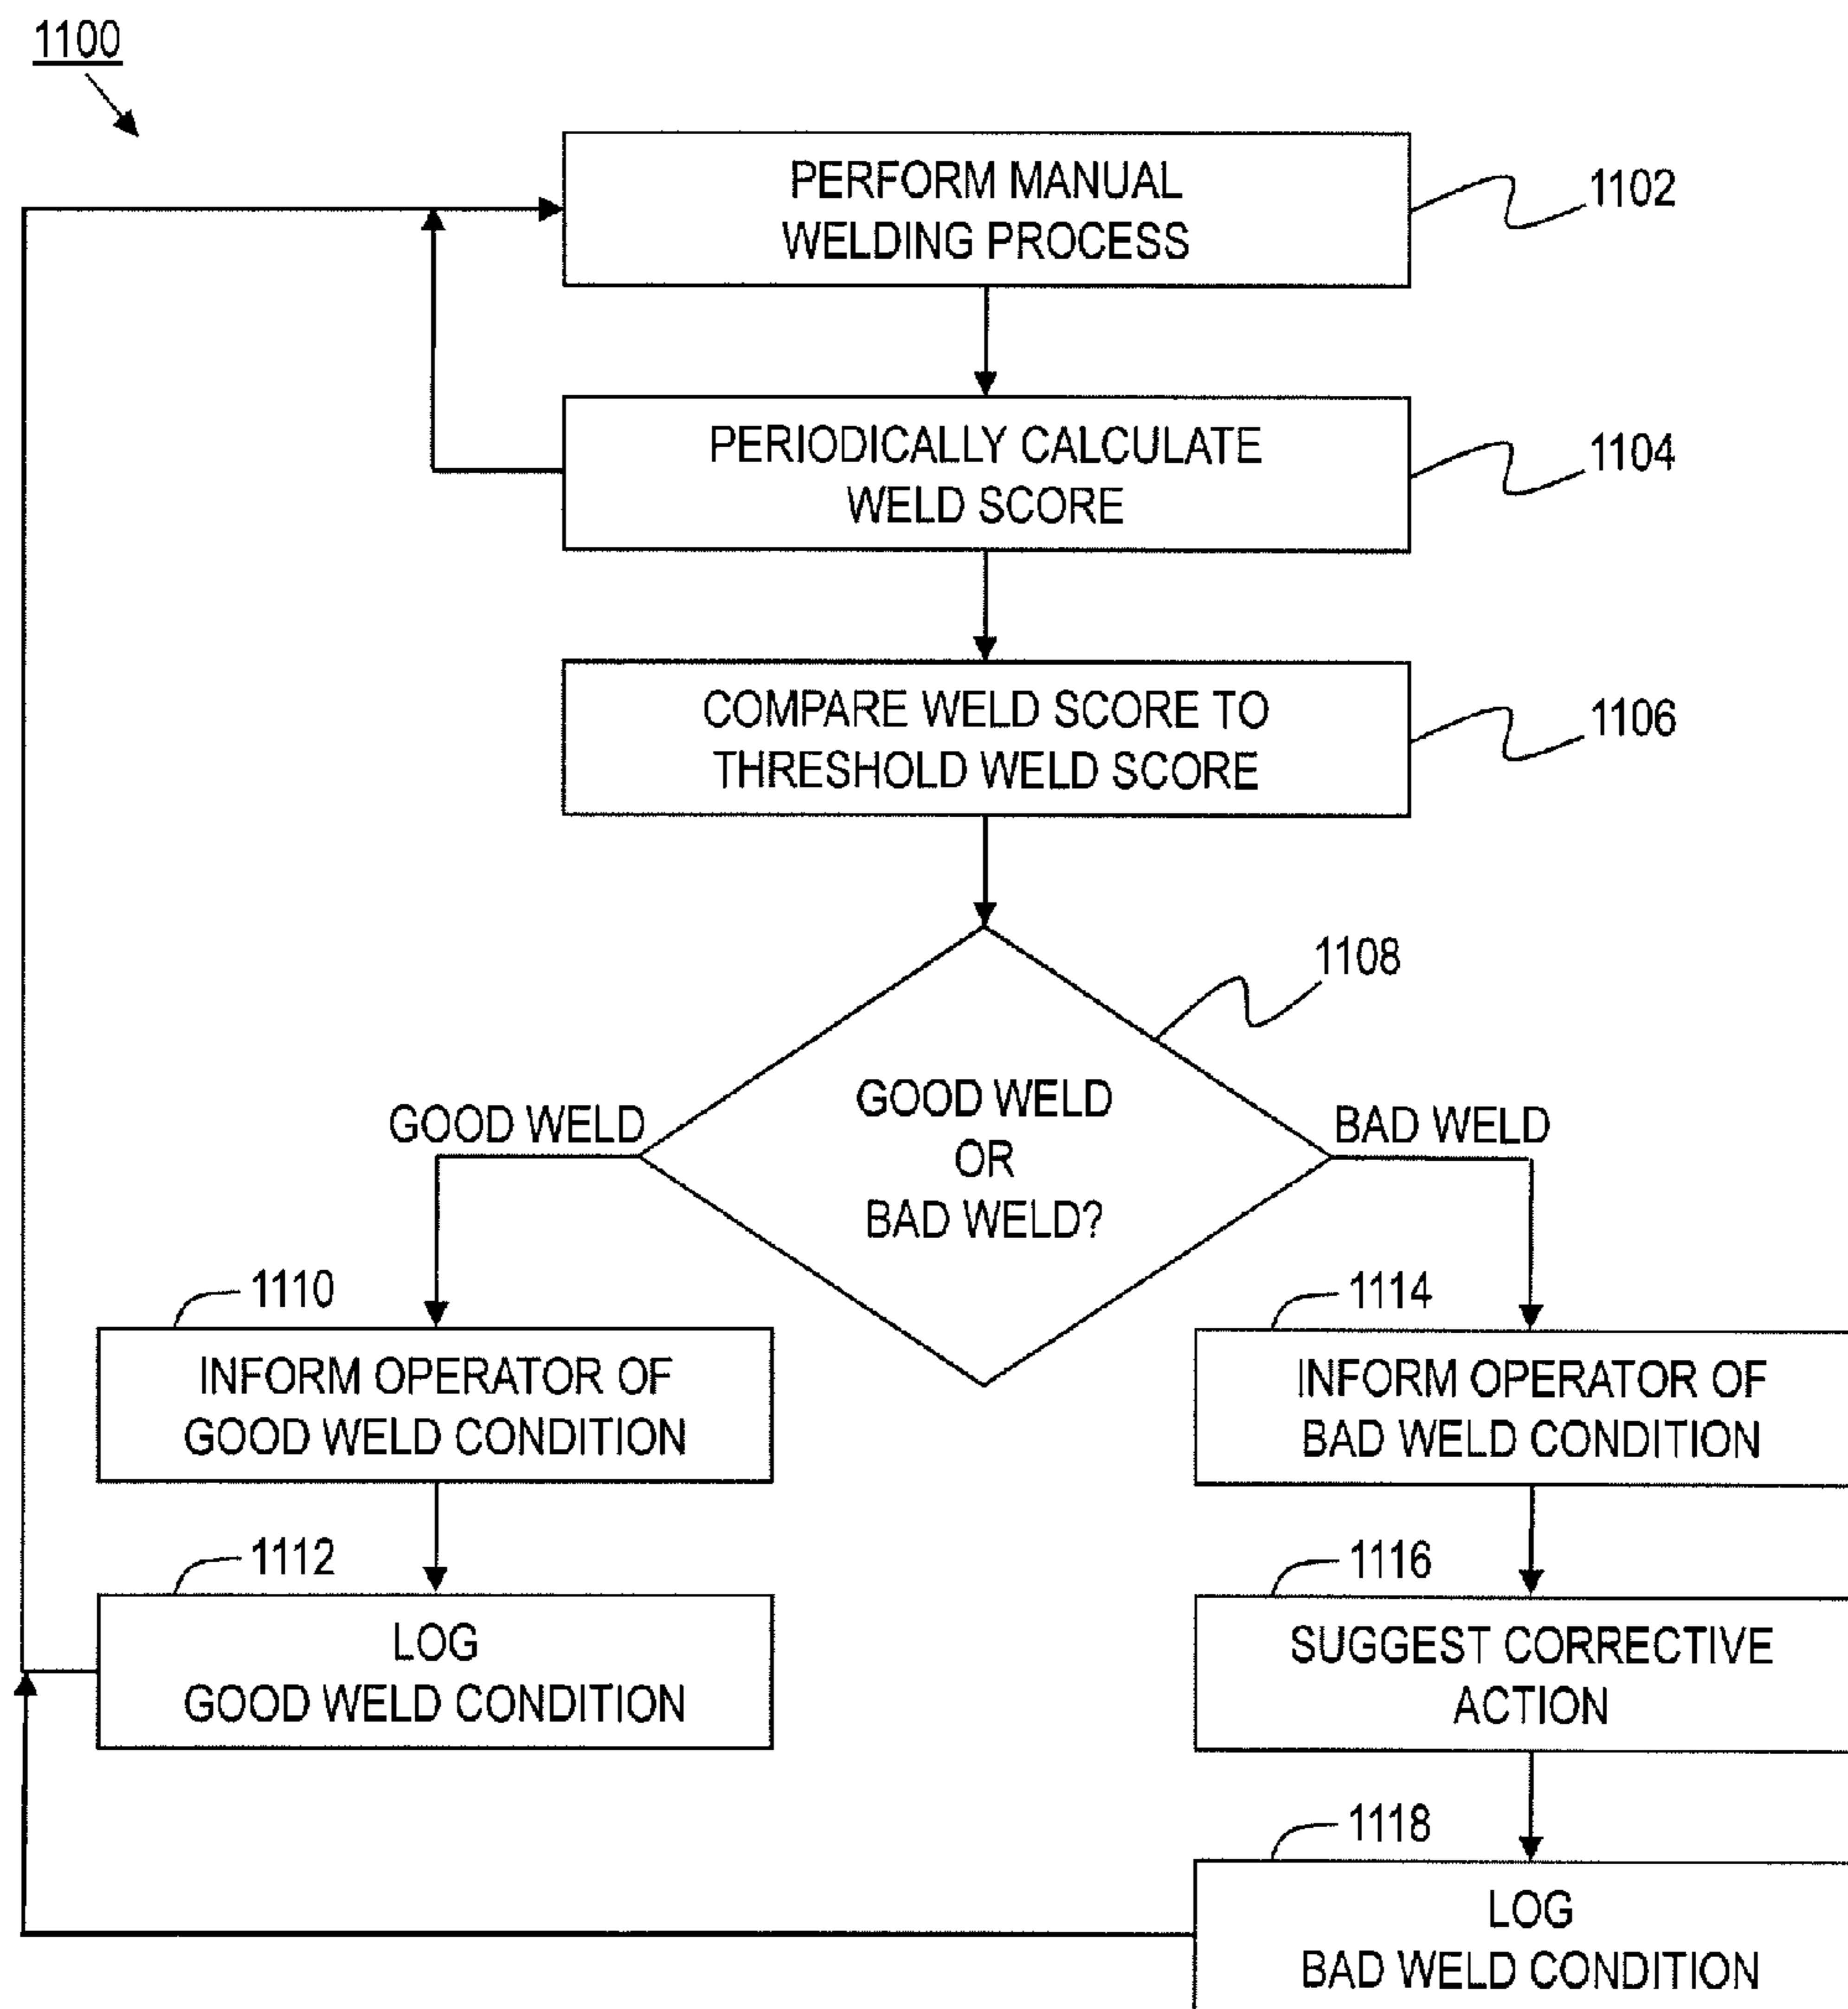 1100
PERFORM MANUAL
WELDING PROCESS
1102
PERIODICALLY CALCULATE
WELD SCORE
1104
COMPARE WELD SCORE TO
THRESHOLD WELD SCORE
1106
1108
GOOD WELD
OR
BAD WELD?
GOOD WELD
BAD WELD
1110
INFORM OPERATOR OF
GOOD WELD CONDITION
1112
LOG
GOOD WELD CONDITION
1114
INFORM OPERATOR OF
BAD WELD CONDITION
1116
SUGGEST CORRECTIVE
ACTION
1118
LOG
BAD WELD CONDITION